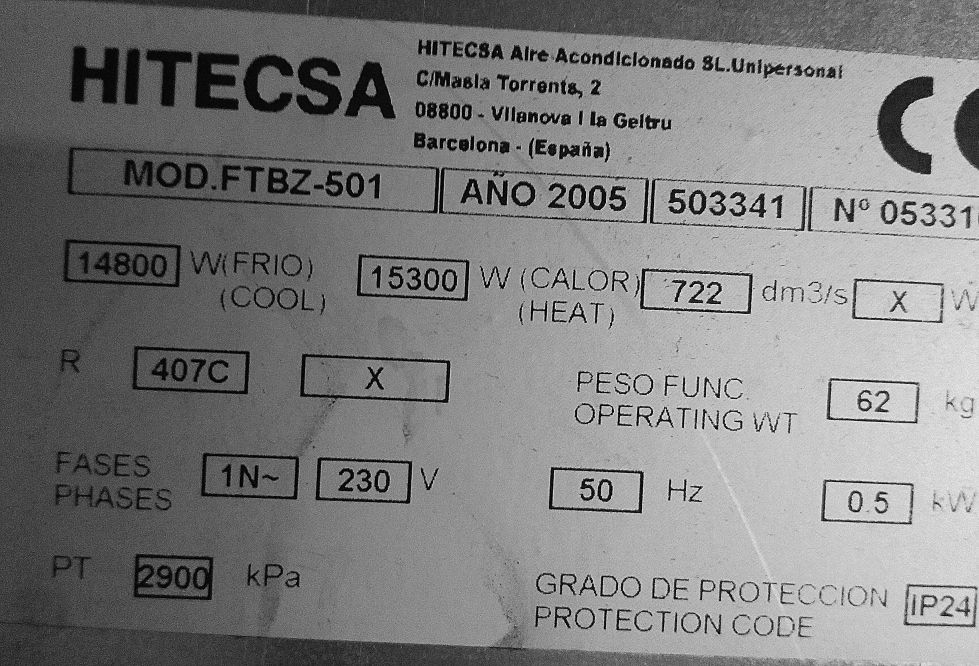 HITECSA
HITECSA Aire Acondicionado SL.Unipersonal
C/Masia Torrents, 2
08800 - Vilanova i la Geltru
Barcelona - (España)
CE
MOD.FTBZ-501 AÑO 2005 503341 Nº 05331
14800 W(FRIO) 15300 W (CALOR) 722 dm3/s X W
(COOL) (HEAT)
R 407C X PESO FUNC. 62 kg
OPERATING WT
FASES 1N~ 230 V 50 Hz 0.5 kW
PHASES
PT 2900 kPa GRADO DE PROTECCION IP24
PROTECTION CODE